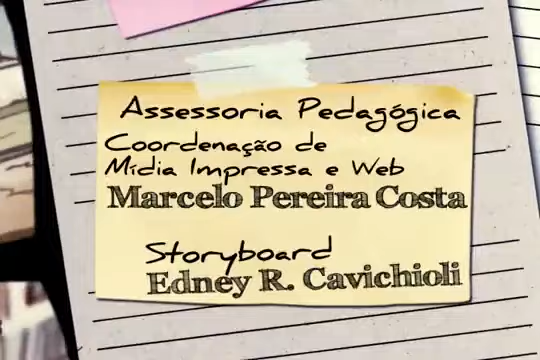 Assessoria Pedagógica
Coordenação de
Mídia Impressa e Web
Marcelo Pereira Costa
Storyboard
Edney R. Cavichioli